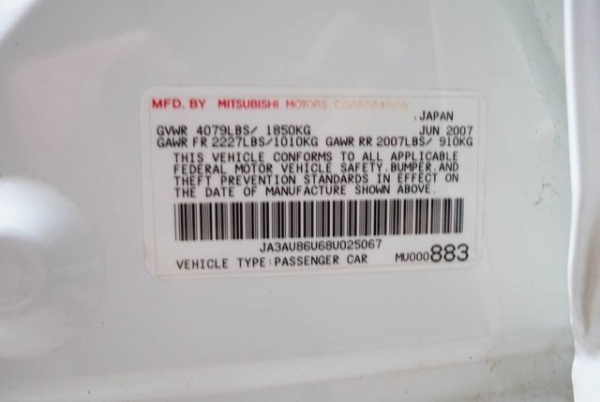 MFD. BY MITSUBISHI MOTORS CORPORATION
. JAPAN
GVWR 4079LBS/ 1850KG JUN 2007
GAWR FR 2227LBS/1010KG GAWR RR 2007LBS/ 910KG
THIS VEHICLE CONFORMS TO ALL APPLICABLE
FEDERAL MOTOR VEHICLE SAFETY,BUMPER,AND
THEFT PREVENTION STANDARDS IN EFFECT ON
THE DATE OF MANUFACTURE SHOWN ABOVE.
JA3AU86U68U025067
VEHICLE TYPE:PASSENGER CAR MU000883